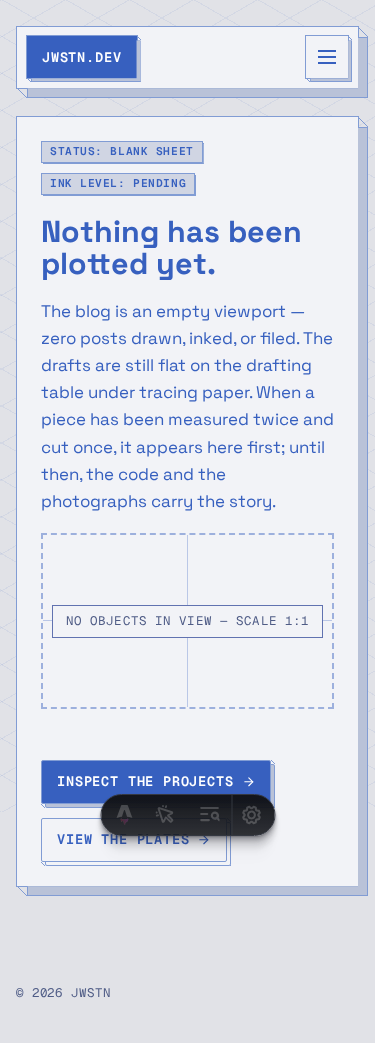 JWSTN.DEV
STATUS: BLANK SHEET
INK LEVEL: PENDING
Nothing has been
plotted yet.
The blog is an empty viewport —
zero posts drawn, inked, or filed. The
drafts are still flat on the drafting
table under tracing paper. When a
piece has been measured twice and
cut once, it appears here first; until
then, the code and the
photographs carry the story.
NO OBJECTS IN VIEW — SCALE 1:1
INSPECT THE PROJECTS →
VIEW THE PLATES →
© 2026 JWSTN